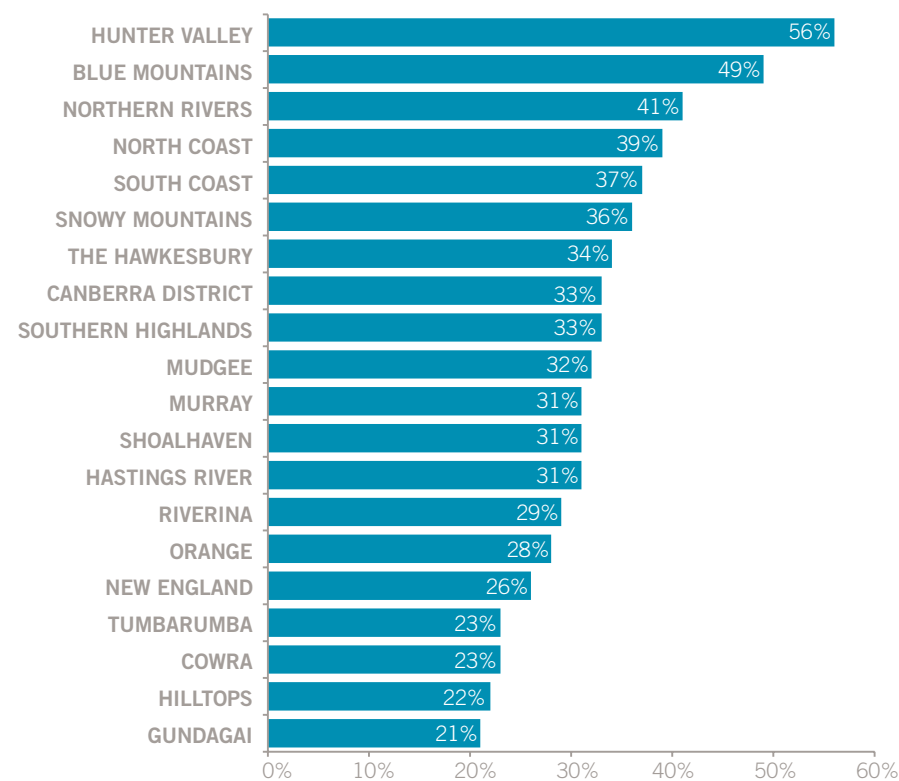 HUNTER VALLEY 56%
BLUE MOUNTAINS 49%
NORTHERN RIVERS 41%
NORTH COAST 39%
SOUTH COAST 37%
SNOWY MOUNTAINS 36%
THE HAWKESBURY 34%
CANBERRA DISTRICT 33%
SOUTHERN HIGHLANDS 33%
MUDGEE 32%
MURRAY 31%
SHOALHAVEN 31%
HASTINGS RIVER 31%
RIVERINA 29%
ORANGE 28%
NEW ENGLAND 26%
TUMBARUMBA 23%
COWRA 23%
HILLTOPS 22%
GUNDAGAI 21%
0% 10% 20% 30% 40% 50% 60%